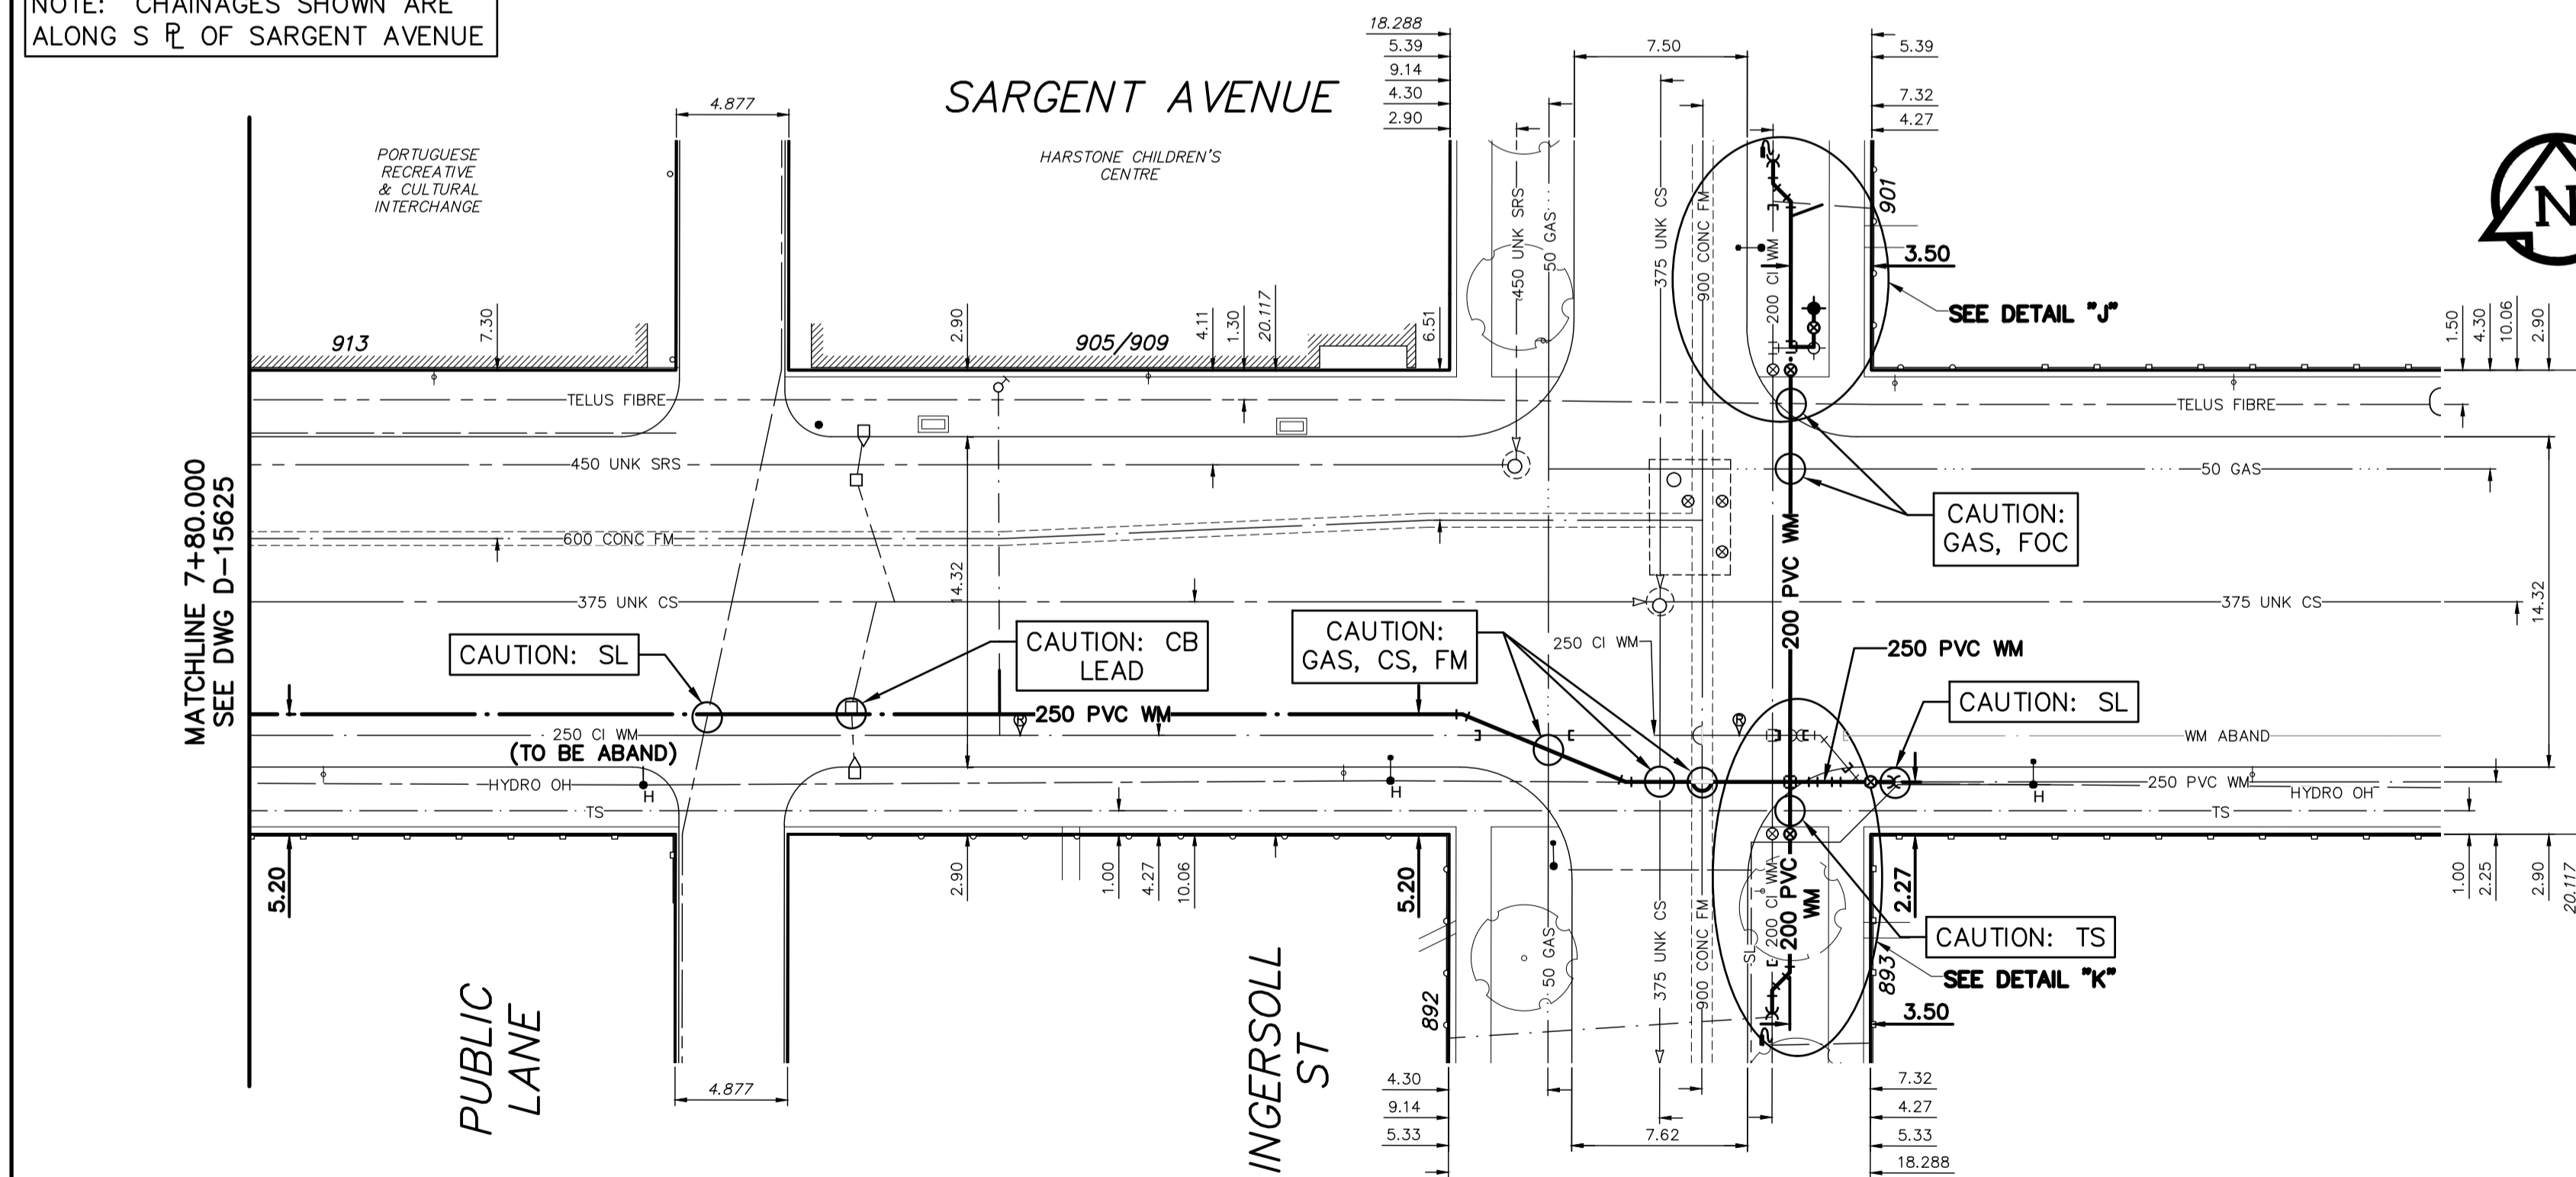 NOTE: CHAINAGES SHOWN ARE
ALONG S ℙL OF SARGENT AVENUE
SARGENT AVENUE
18.288
5.39
9.14
4.30
2.90
7.50
5.39
7.32
4.27
4.877
PORTUGUESE
RECREATIVE
& CULTURAL
INTERCHANGE
HARSTONE CHILDREN'S
CENTRE
N
450 UNK SRS
50 GAS
375 UNK CS
900 CONC FM
200 CI WM
901
3.50
SEE DETAIL "J"
913
7.30
2.90
905/909
4.11
1.30
20.117
6.51
1.50
4.30
10.06
2.90
TELUS FIBRE
TELUS FIBRE
450 UNK SRS
50 GAS
MATCHLINE 7+80.000
SEE DWG D-15625
600 CONC FM
CAUTION:
GAS, FOC
200 PVC WM
14.32
14.32
375 UNK CS
375 UNK CS
CAUTION: SL
CAUTION: CB
LEAD
CAUTION:
GAS, CS, FM
250 CI WM
250 PVC WM
CAUTION: SL
250 PVC WM
R
R
250 CI WM
(TO BE ABAND)
WM ABAND
HYDRO OH
H
H
H
250 PVC WM
HYDRO OH
TS
TS
5.20
2.90
1.00
4.27
10.06
5.20
2.27
1.00
2.25
2.90
20.117
892
50 GAS
375 UNK CS
900 CONC FM
SL
200 CI WM
200 PVC
WM
893
CAUTION: TS
SEE DETAIL "K"
3.50
PUBLIC
LANE
INGERSOLL
ST
4.877
4.30
9.14
5.33
7.62
7.32
4.27
5.33
18.288